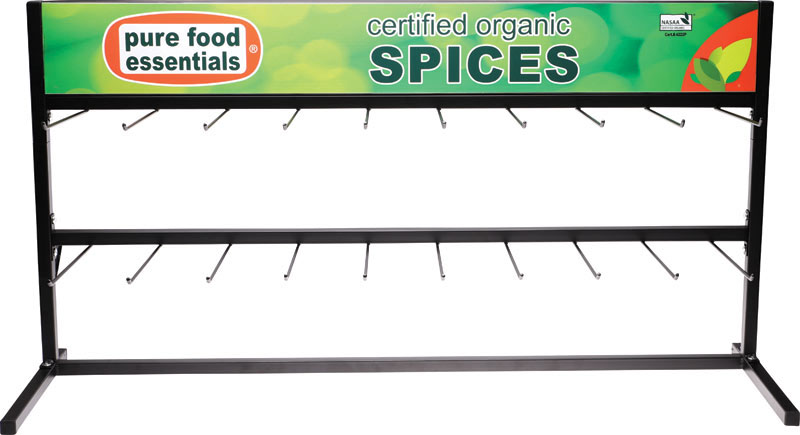 pure food
essentials®
certified organic
SPICES
NASAA